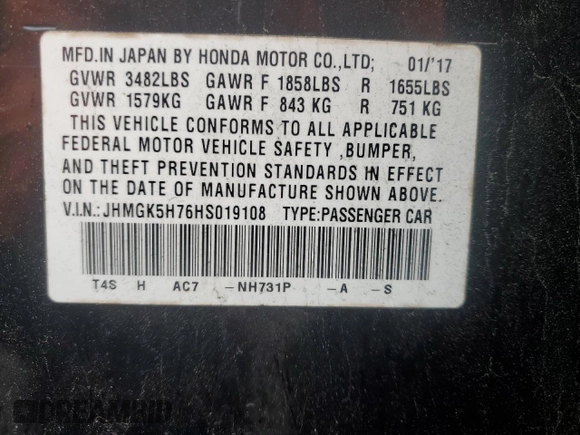 MFD.IN JAPAN BY HONDA MOTOR CO.,LTD; 01/'17
GVWR 3482LBS GAWR F 1858LBS R 1655LBS
GVWR 1579KG GAWR F 843 KG R 751 KG
THIS VEHICLE CONFORMS TO ALL APPLICABLE
FEDERAL MOTOR VEHICLE SAFETY ,BUMPER,
AND THEFT PREVENTION STANDARDS IN EFFECT
ON THE DATE OF MANUFACTURE SHOWN ABOVE.
V.I.N.: JHMGK5H76HS019108 TYPE:PASSENGER CAR
T4S H AC7 -NH731P -A -S
DREAMBID